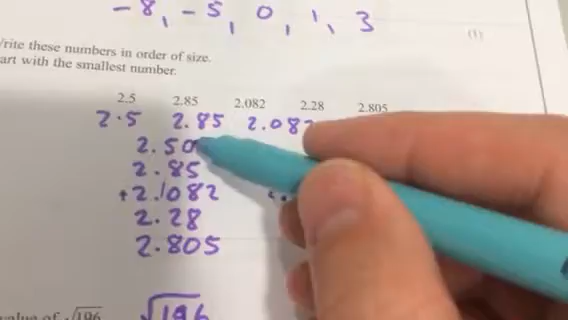 -8, -5, 0, 1, 3
(1)
rite these numbers in order of size.
art with the smallest number.
2.5 2.85 2.082 2.28 2.805
2.5 2.85 2.082
2.50
2.85
2.082
2.28
2.805
value of √196 √196